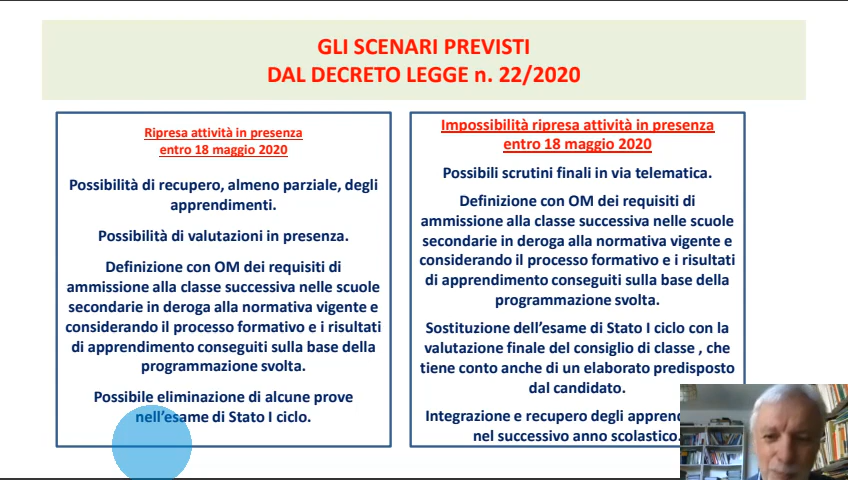 GLI SCENARI PREVISTI
DAL DECRETO LEGGE n. 22/2020
Ripresa attività in presenza
entro 18 maggio 2020
Possibilità di recupero, almeno parziale, degli
apprendimenti.
Possibilità di valutazioni in presenza.
Definizione con OM dei requisiti di
ammissione alla classe successiva nelle scuole
secondarie in deroga alla normativa vigente e
considerando il processo formativo e i risultati
di apprendimento conseguiti sulla base della
programmazione svolta.
Possibile eliminazione di alcune prove
nell’esame di Stato I ciclo.
Impossibilità ripresa attività in presenza
entro 18 maggio 2020
Possibili scrutini finali in via telematica.
Definizione con OM dei requisiti di
ammissione alla classe successiva nelle scuole
secondarie in deroga alla normativa vigente e
considerando il processo formativo e i risultati
di apprendimento conseguiti sulla base della
programmazione svolta.
Sostituzione dell’esame di Stato I ciclo con la
valutazione finale del consiglio di classe , che
tiene conto anche di un elaborato predisposto
dal candidato.
Integrazione e recupero degli appren
nel successivo anno scolastico.